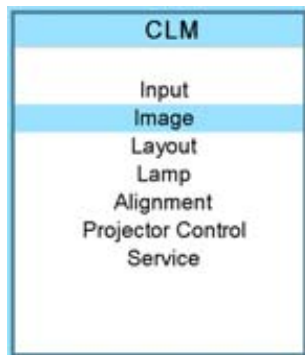 CLM
Input
Image
Layout
Lamp
Alignment
Projector Control
Service